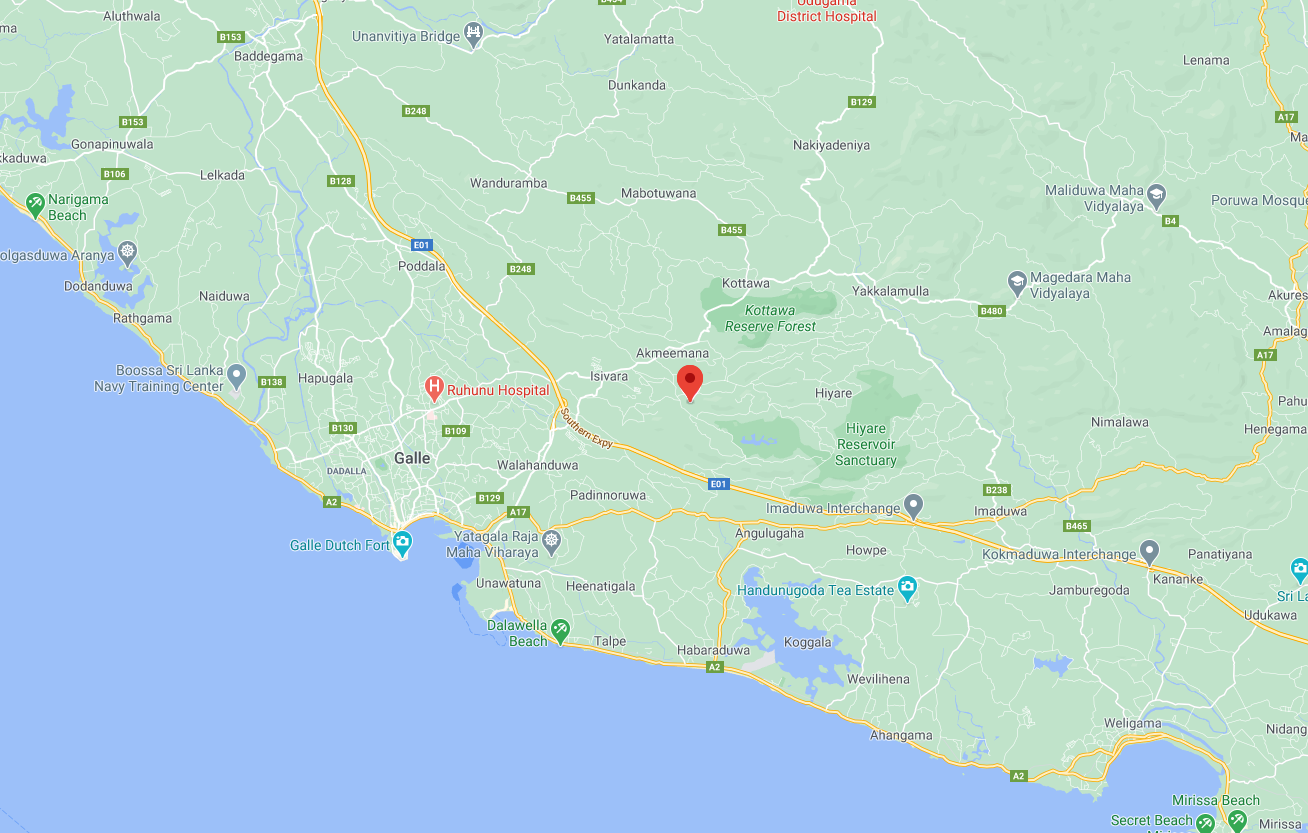 Aluthwala
B153
Baddegama
Unanvitiya Bridge
Yatalamatta
District Hospital
Lenama
Dunkanda
B248
B129
A17
B153
Gonapinuwala
Nakiyadeniya
B106
Lelkada
B128
Wanduramba
B455
Mabotuwana
Maliduwa Maha
Vidyalaya
Poruwa Mosque
B4
Narigama
Beach
B455
E01
olgasduwa Aranya
Poddala
B248
Dodanduwa
Naiduwa
Kottawa
Yakkalamulla
Magedara Maha
Vidyalaya
Akures
B480
Rathgama
Kottawa
Reserve Forest
Amalag
Akmeemana
A17
Boossa Sri Lanka
Navy Training Center
B138
Hapugala
Isivara
H
Ruhunu Hospital
Hiyare
Pahu
Southern Expy
B130
B109
Hiyare
Reservoir
Sanctuary
Nimalawa
Henegama
Galle
DADALLA
Walahanduwa
E01
B238
A2
B129
Padinnoruwa
A17
Imaduwa Interchange
Imaduwa
B465
Galle Dutch Fort
Yatagala Raja
Maha Viharaya
Angulugaha
Howpe
Kokmaduwa Interchange
Panatiyana
Kananke
Unawatuna
Heenatigala
Handunugoda Tea Estate
Jamburegoda
Sri La
Udukawa
Dalawella
Beach
Talpe
Habaraduwa
Koggala
A2
Wevilihena
Weligama
Nidang
Ahangama
A2
Mirissa Beach
Secret Beach
Mirissa